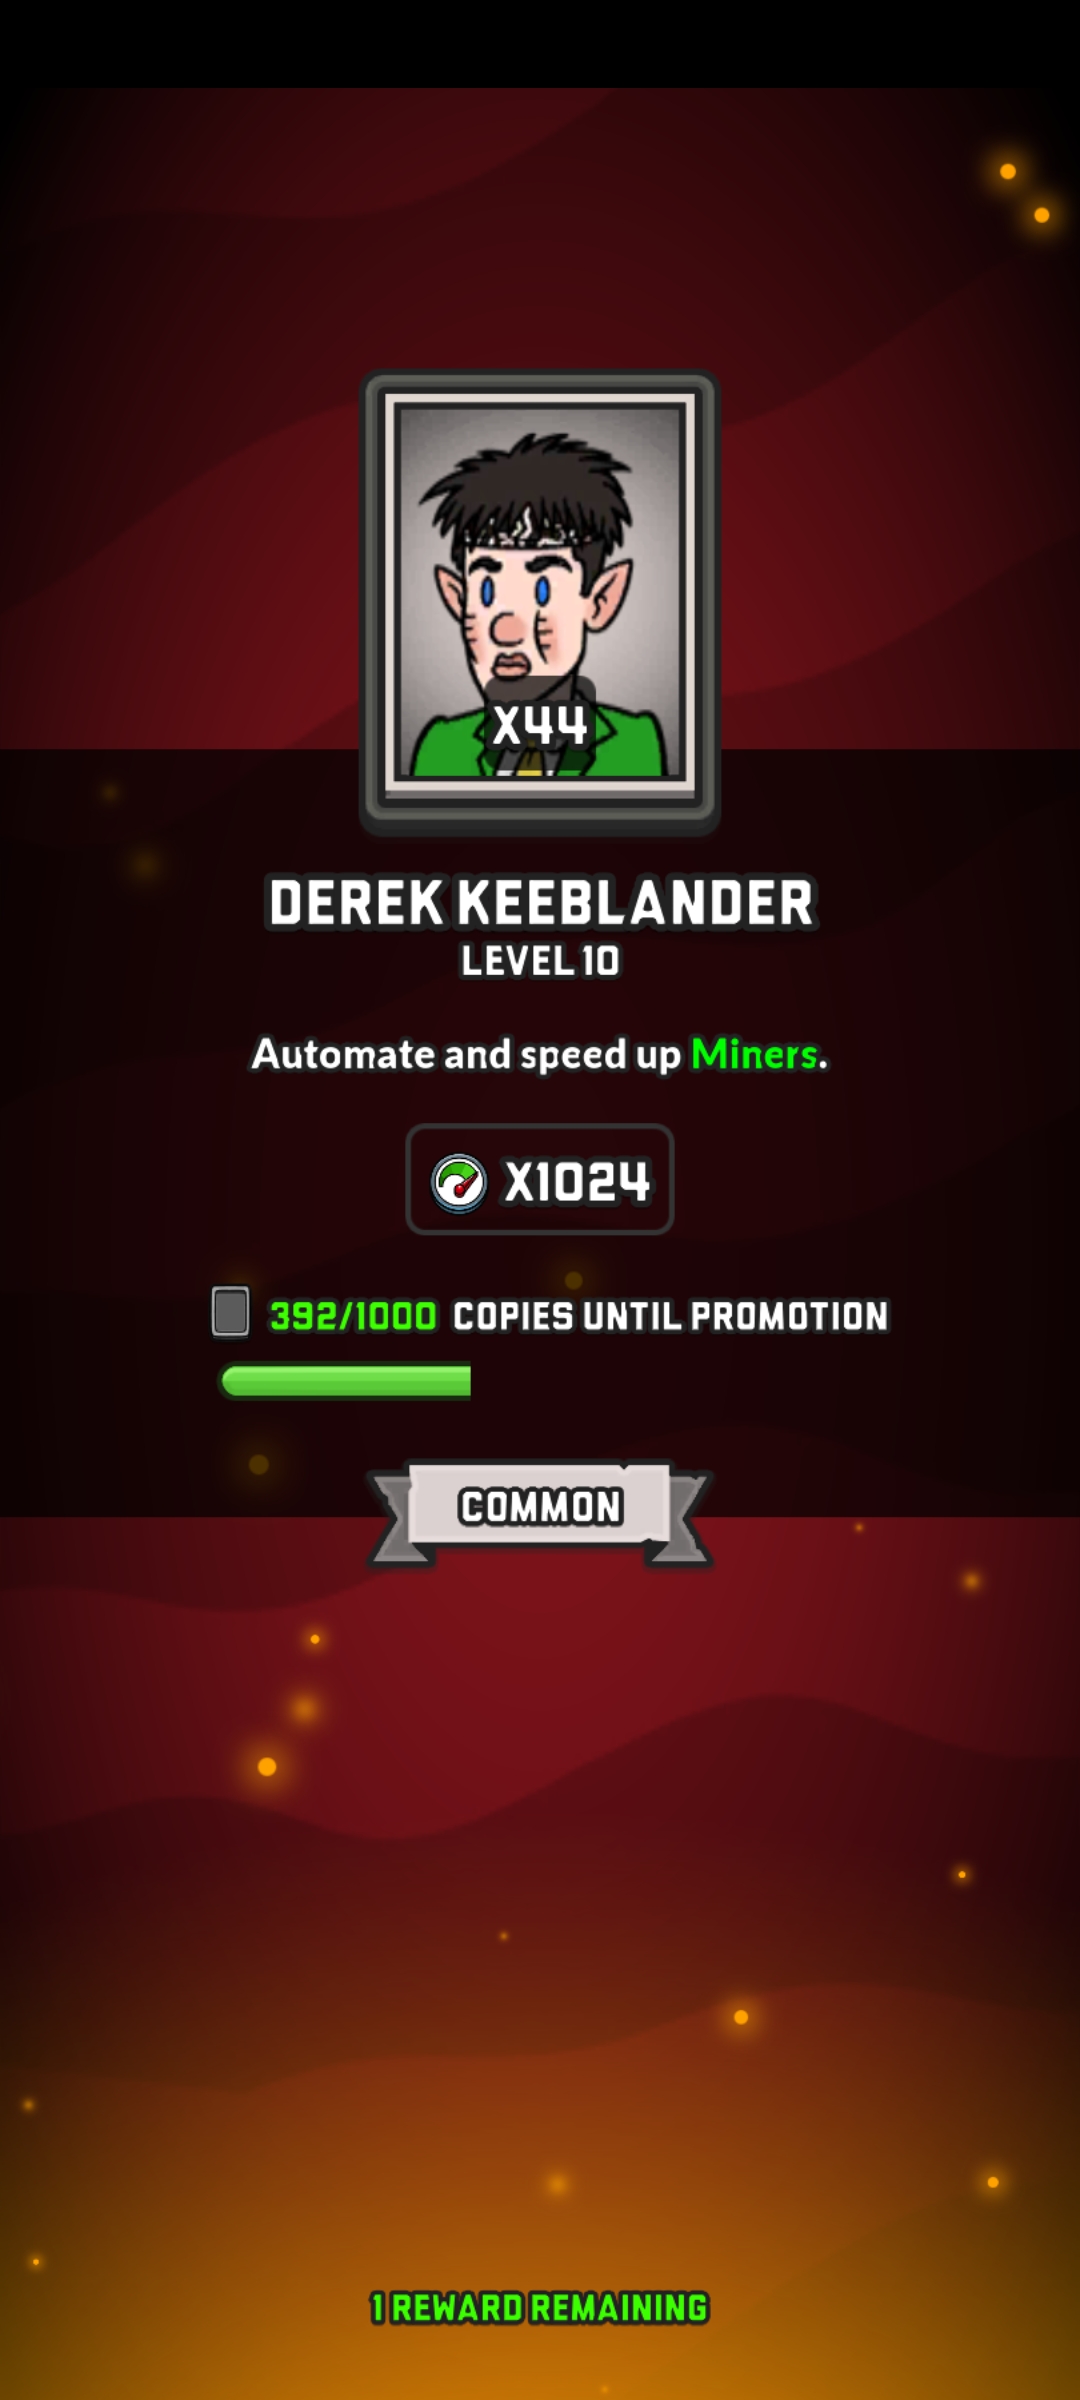 X44
DEREK KEEBLANDER
LEVEL 10
Automate and speed up Miners.
X1024
392/1000 COPIES UNTIL PROMOTION
COMMON
1 REWARD REMAINING